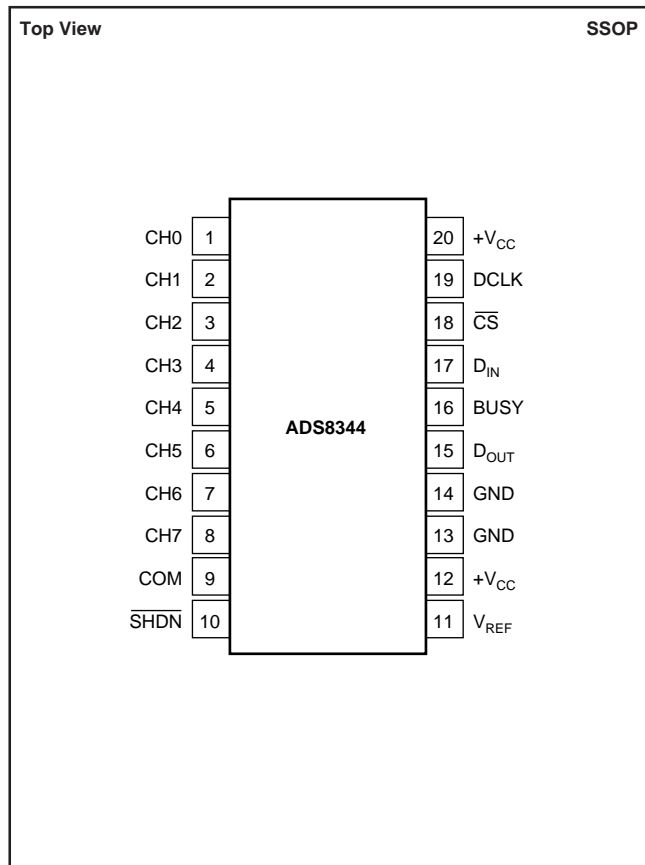 Top View SSOP
CH0 1 20 +VCC
CH1 2 19 DCLK
CH2 3 18 C̅S̅
CH3 4 17 DIN
CH4 5 16 BUSY
ADS8344
CH5 6 15 DOUT
CH6 7 14 GND
CH7 8 13 GND
COM 9 12 +VCC
S̅H̅D̅N̅ 10 11 VREF